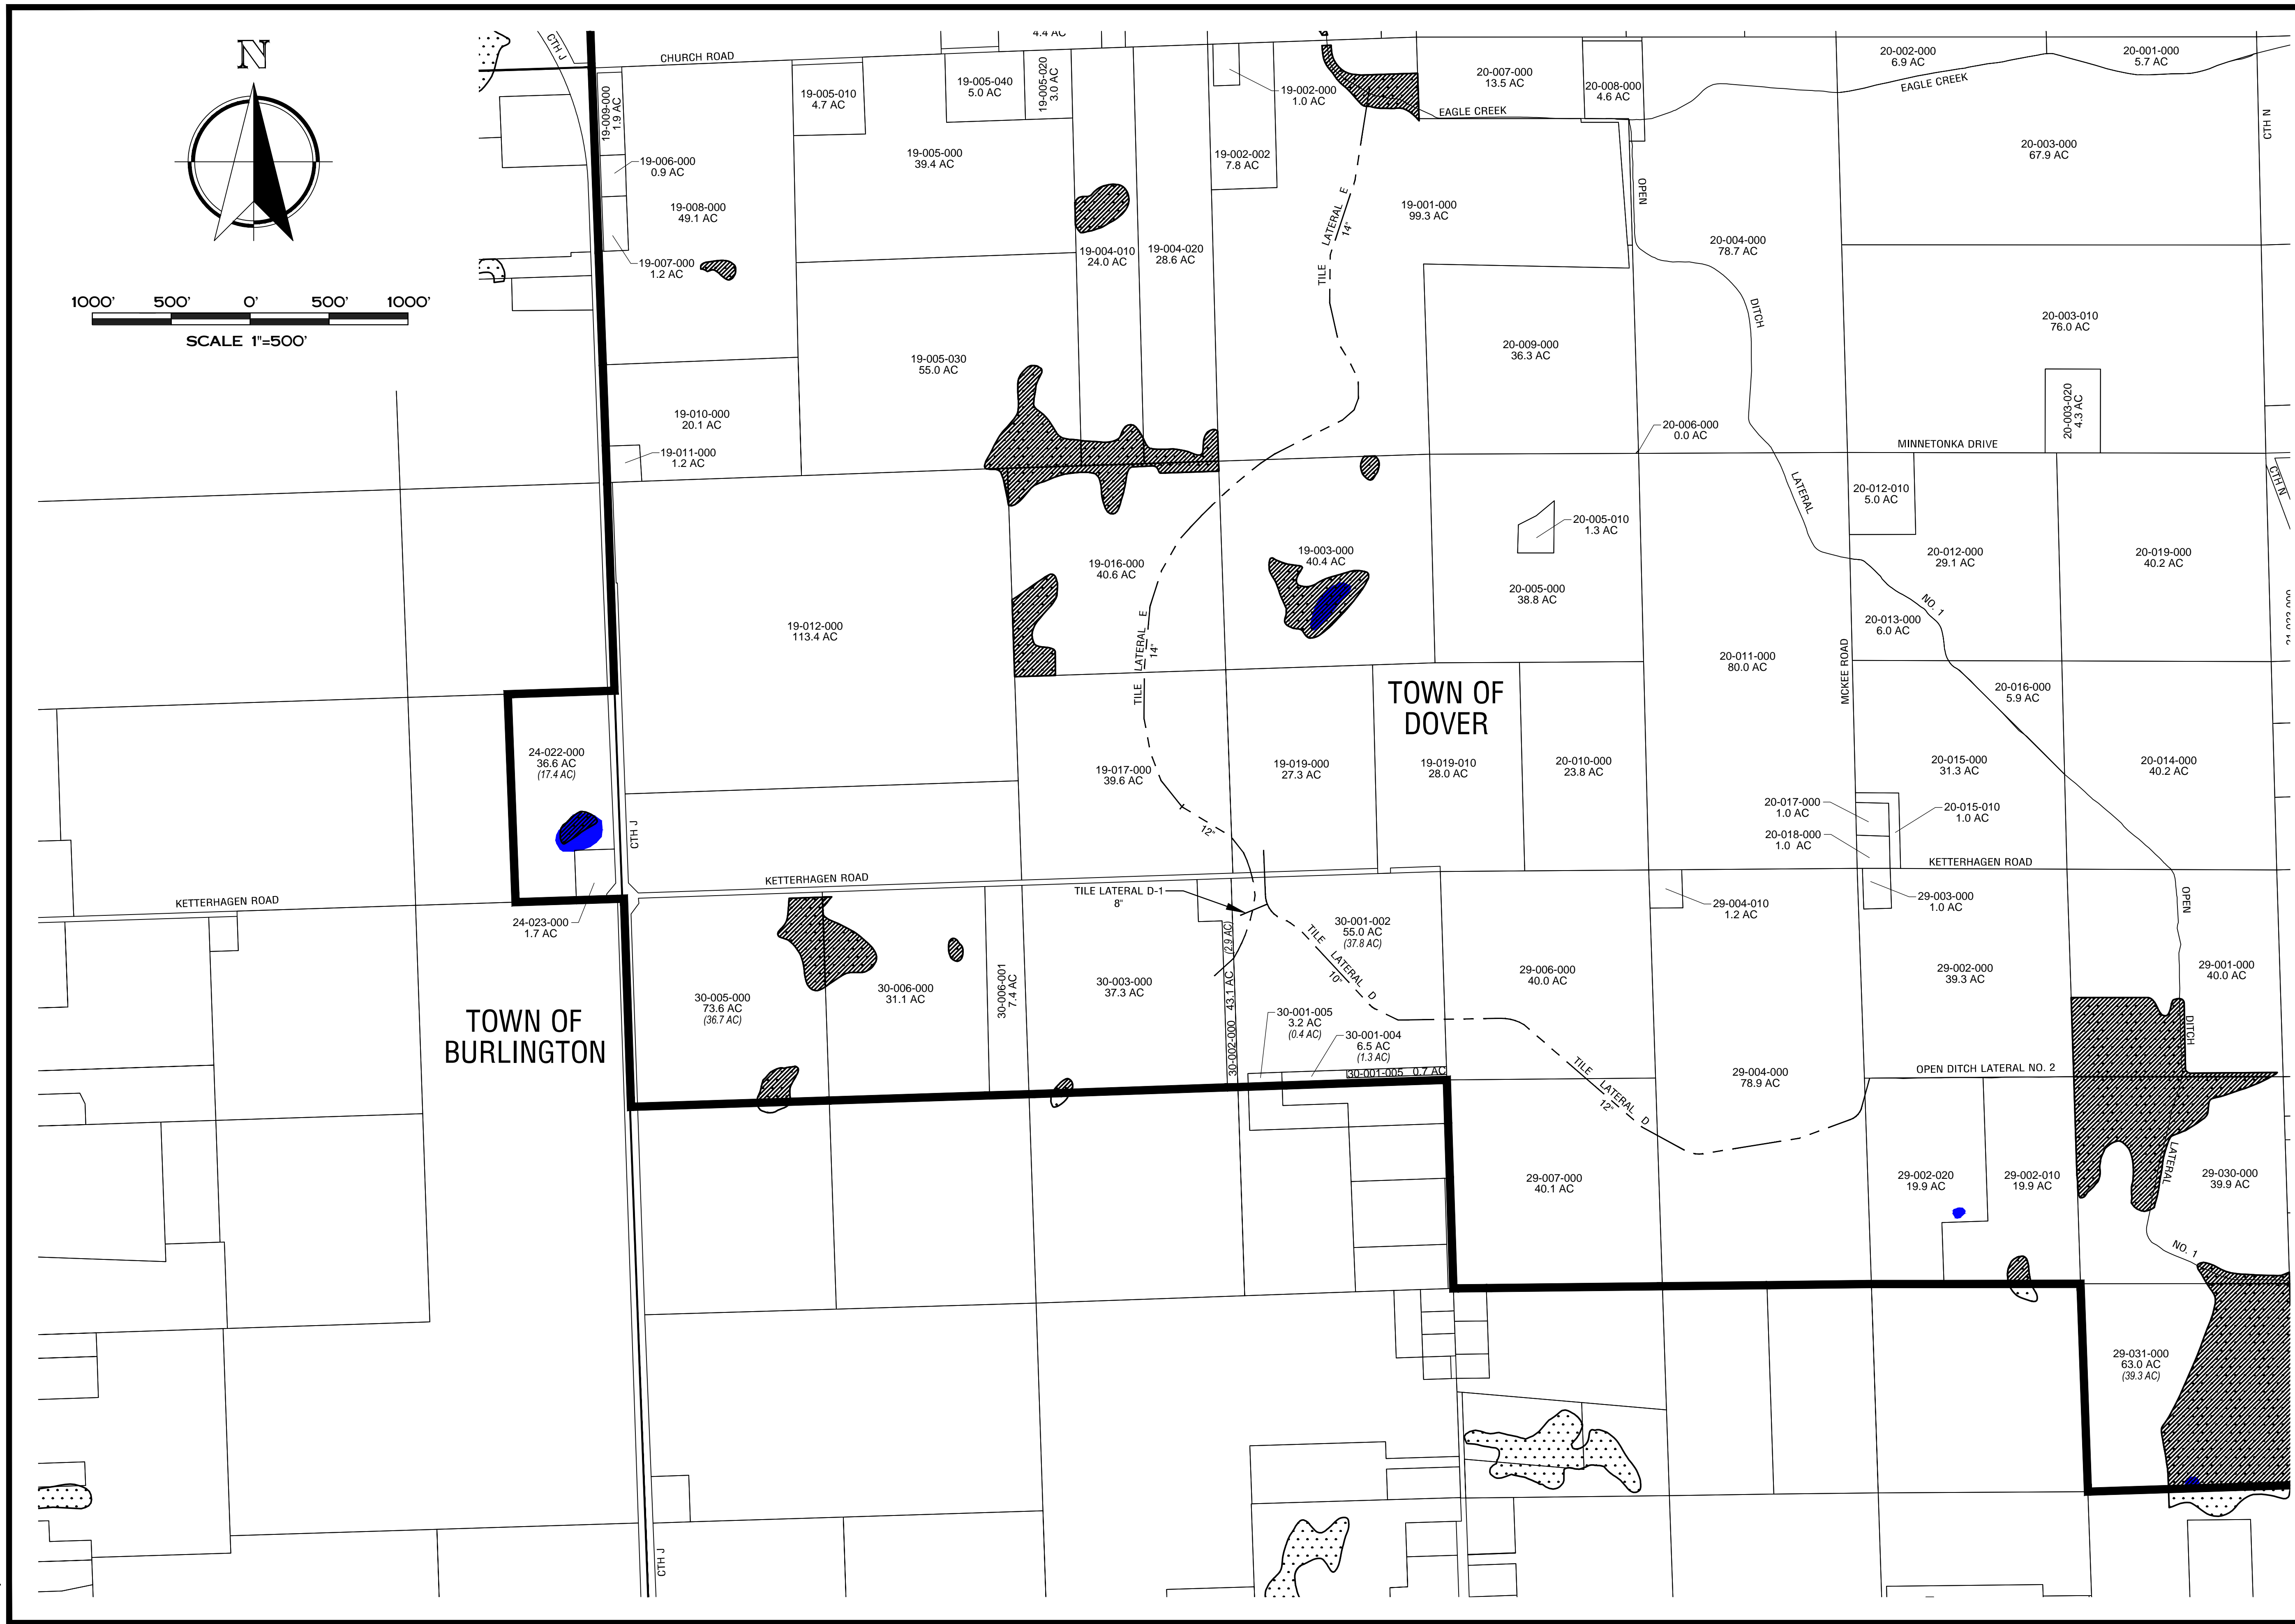 N
1000' 500' 0' 500' 1000'
SCALE 1"=500'
CTH J
CHURCH ROAD
4.4 AC
19-009-000
1.9 AC
19-006-000
0.9 AC
19-008-000
49.1 AC
19-007-000
1.2 AC
19-005-010
4.7 AC
19-005-040
5.0 AC
19-005-020
3.0 AC
19-005-000
39.4 AC
19-002-000
1.0 AC
19-002-002
7.8 AC
19-004-010
24.0 AC
19-004-020
28.6 AC
20-007-000
13.5 AC
20-008-000
4.6 AC
20-002-000
6.9 AC
20-001-000
5.7 AC
EAGLE CREEK
EAGLE CREEK
CTH N
19-001-000
99.3 AC
TILE LATERAL E
14"
OPEN
20-003-000
67.9 AC
20-004-000
78.7 AC
DITCH
20-003-010
76.0 AC
20-009-000
36.3 AC
19-005-030
55.0 AC
19-010-000
20.1 AC
19-011-000
1.2 AC
20-006-000
0.0 AC
20-003-020
4.3 AC
MINNETONKA DRIVE
CTH N
LATERAL
20-012-010
5.0 AC
20-005-010
1.3 AC
20-012-000
29.1 AC
20-019-000
40.2 AC
19-016-000
40.6 AC
19-003-000
40.4 AC
20-005-000
38.8 AC
NO. 1
20-013-000
6.0 AC
19-012-000
113.4 AC
TILE LATERAL E
14"
20-011-000
80.0 AC
MCKEE ROAD
20-016-000
5.9 AC
TOWN OF
DOVER
24-022-000
36.6 AC
(17.4 AC)
19-017-000
39.6 AC
19-019-000
27.3 AC
19-019-010
28.0 AC
20-010-000
23.8 AC
20-015-000
31.3 AC
20-014-000
40.2 AC
20-017-000
1.0 AC
20-015-010
1.0 AC
20-018-000
1.0 AC
12"
CTH J
KETTERHAGEN ROAD
KETTERHAGEN ROAD
KETTERHAGEN ROAD
24-023-000
1.7 AC
TILE LATERAL D-1
8"
30-001-002
55.0 AC
(37.8 AC)
29-004-010
1.2 AC
29-003-000
1.0 AC
OPEN
TILE LATERAL D
10"
30-005-000
73.6 AC
(36.7 AC)
30-006-000
31.1 AC
30-006-001
7.4 AC
30-003-000
37.3 AC
30-002-000 43.1 AC (2.9 AC)
29-006-000
40.0 AC
29-002-000
39.3 AC
29-001-000
40.0 AC
DITCH
TOWN OF
BURLINGTON
30-001-005
3.2 AC
(0.4 AC)
30-001-004
6.5 AC
(1.3 AC)
30-001-005 0.7 AC
TILE LATERAL D
12"
29-004-000
78.9 AC
OPEN DITCH LATERAL NO. 2
29-007-000
40.1 AC
29-002-020
19.9 AC
29-002-010
19.9 AC
LATERAL
29-030-000
39.9 AC
NO. 1
29-031-000
63.0 AC
(39.3 AC)
CTH J